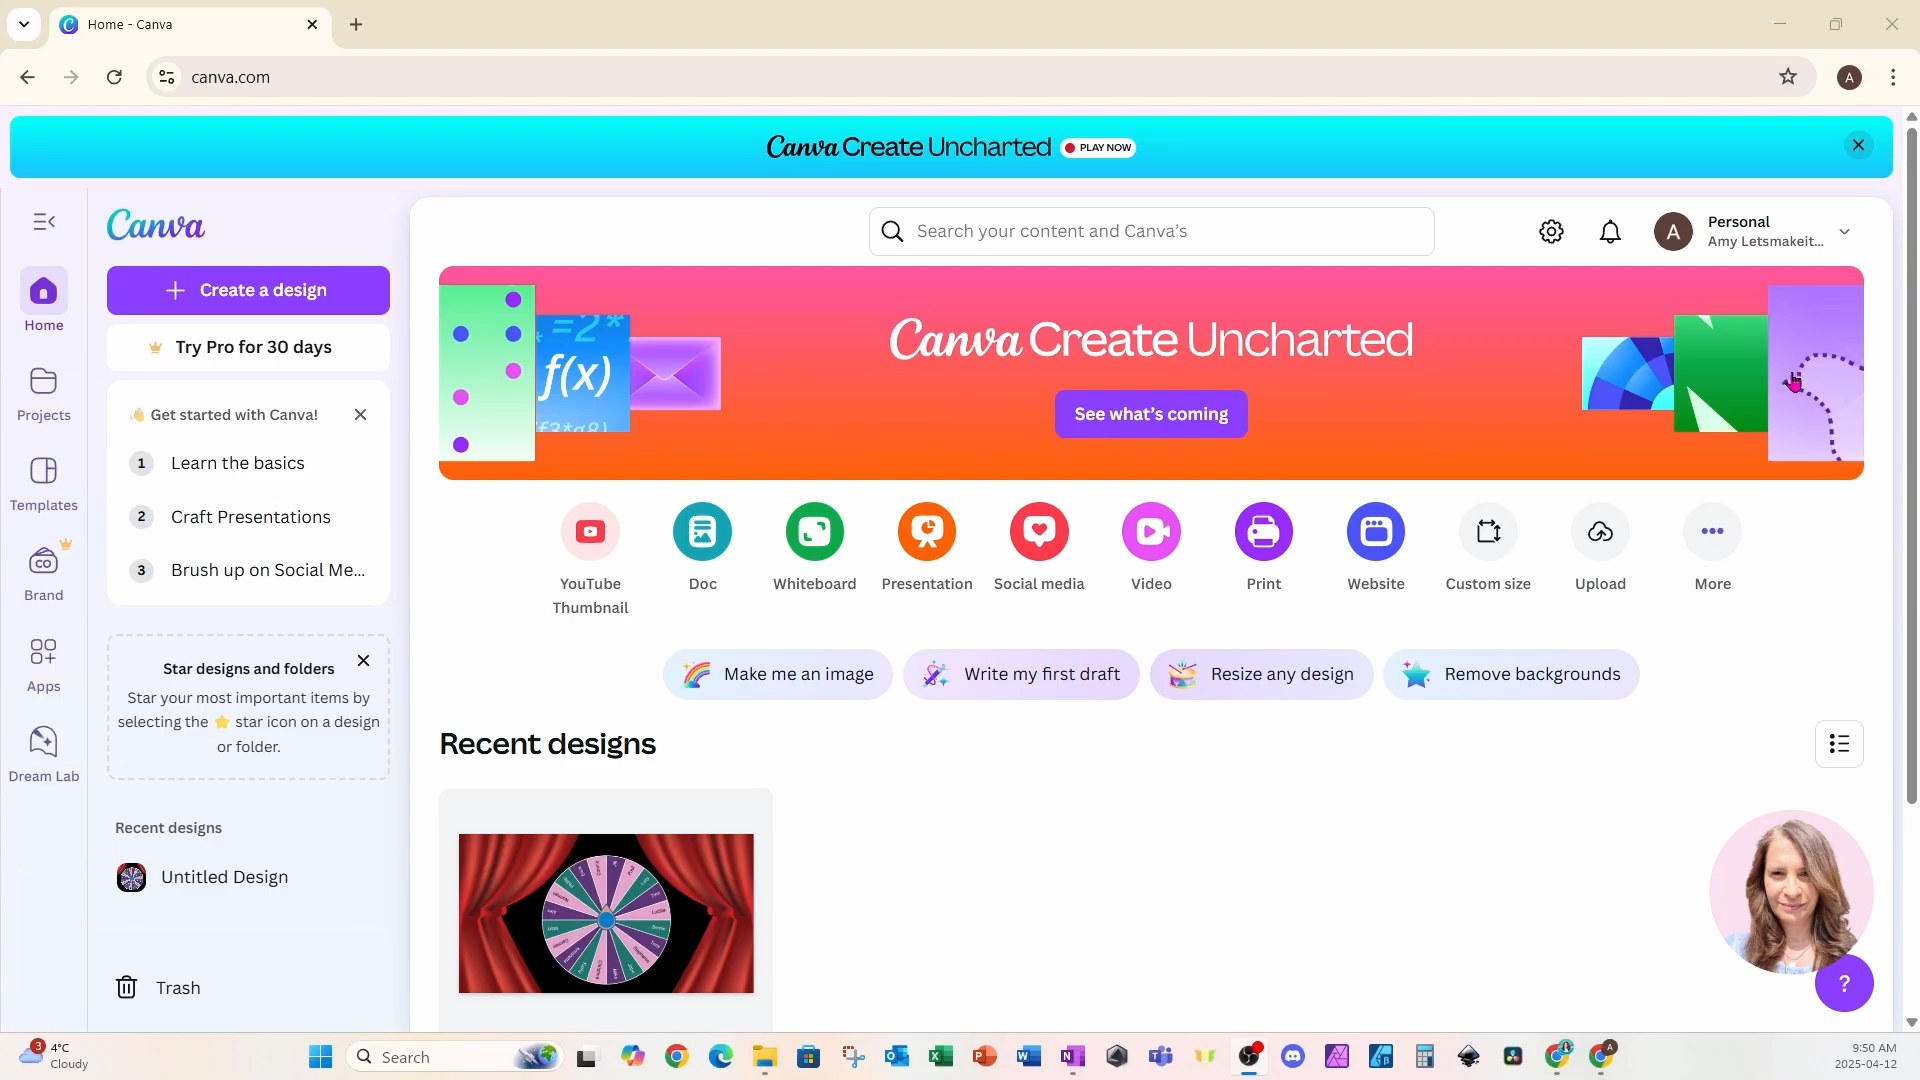 Home - Canva
canva.com
Canva Create Uncharted PLAY NOW
Canva
Search your content and Canva's
A
Personal
Amy Letsmakeit...
Create a design
Home
Try Pro for 30 days
Canva Create Uncharted
See what's coming
=2*
f(x)
Projects
Get started with Canva!
1 Learn the basics
2 Craft Presentations
3 Brush up on Social Me...
Templates
Brand
Apps
Dream Lab
YouTube Thumbnail
Doc
Whiteboard
Presentation
Social media
Video
Print
Website
Custom size
Upload
More
Make me an image
Write my first draft
Resize any design
Remove backgrounds
Star designs and folders
Star your most important items by
selecting the star icon on a design
or folder.
Recent designs
Recent designs
Untitled Design
Trash
?
3
4°C
Cloudy
Search
9:50 AM
2025-04-12